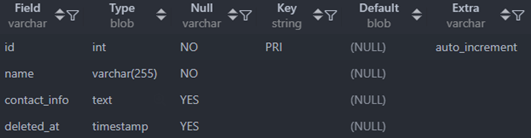 Field Type Null Key Default Extra
varchar blob varchar string blob varchar
id int NO PRI (NULL) auto_increment
name varchar(255) NO (NULL)
contact_info text YES (NULL)
deleted_at timestamp YES (NULL)